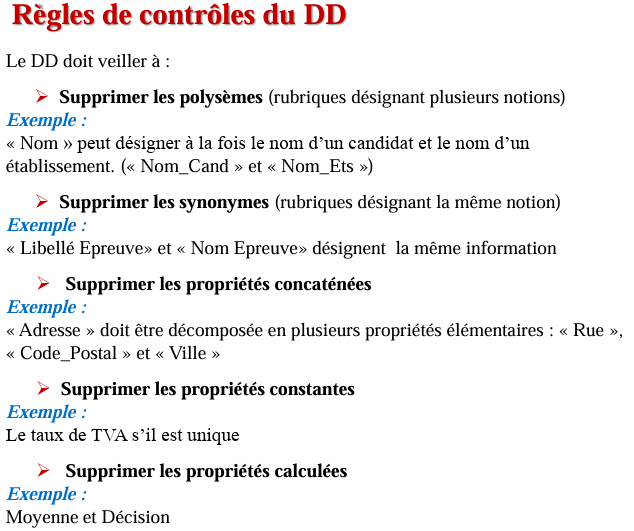 Règles de contrôles du DD
Le DD doit veiller à :
➢ Supprimer les polysèmes (rubriques désignant plusieurs notions)
Exemple :
« Nom » peut désigner à la fois le nom d’un candidat et le nom d’un
établissement. (« Nom_Cand » et « Nom_Ets »)
➢ Supprimer les synonymes (rubriques désignant la même notion)
Exemple :
« Libellé Epreuve» et « Nom Epreuve» désignent la même information
➢ Supprimer les propriétés concaténées
Exemple :
« Adresse » doit être décomposée en plusieurs propriétés élémentaires : « Rue »,
« Code_Postal » et « Ville »
➢ Supprimer les propriétés constantes
Exemple :
Le taux de TVA s’il est unique
➢ Supprimer les propriétés calculées
Exemple :
Moyenne et Décision